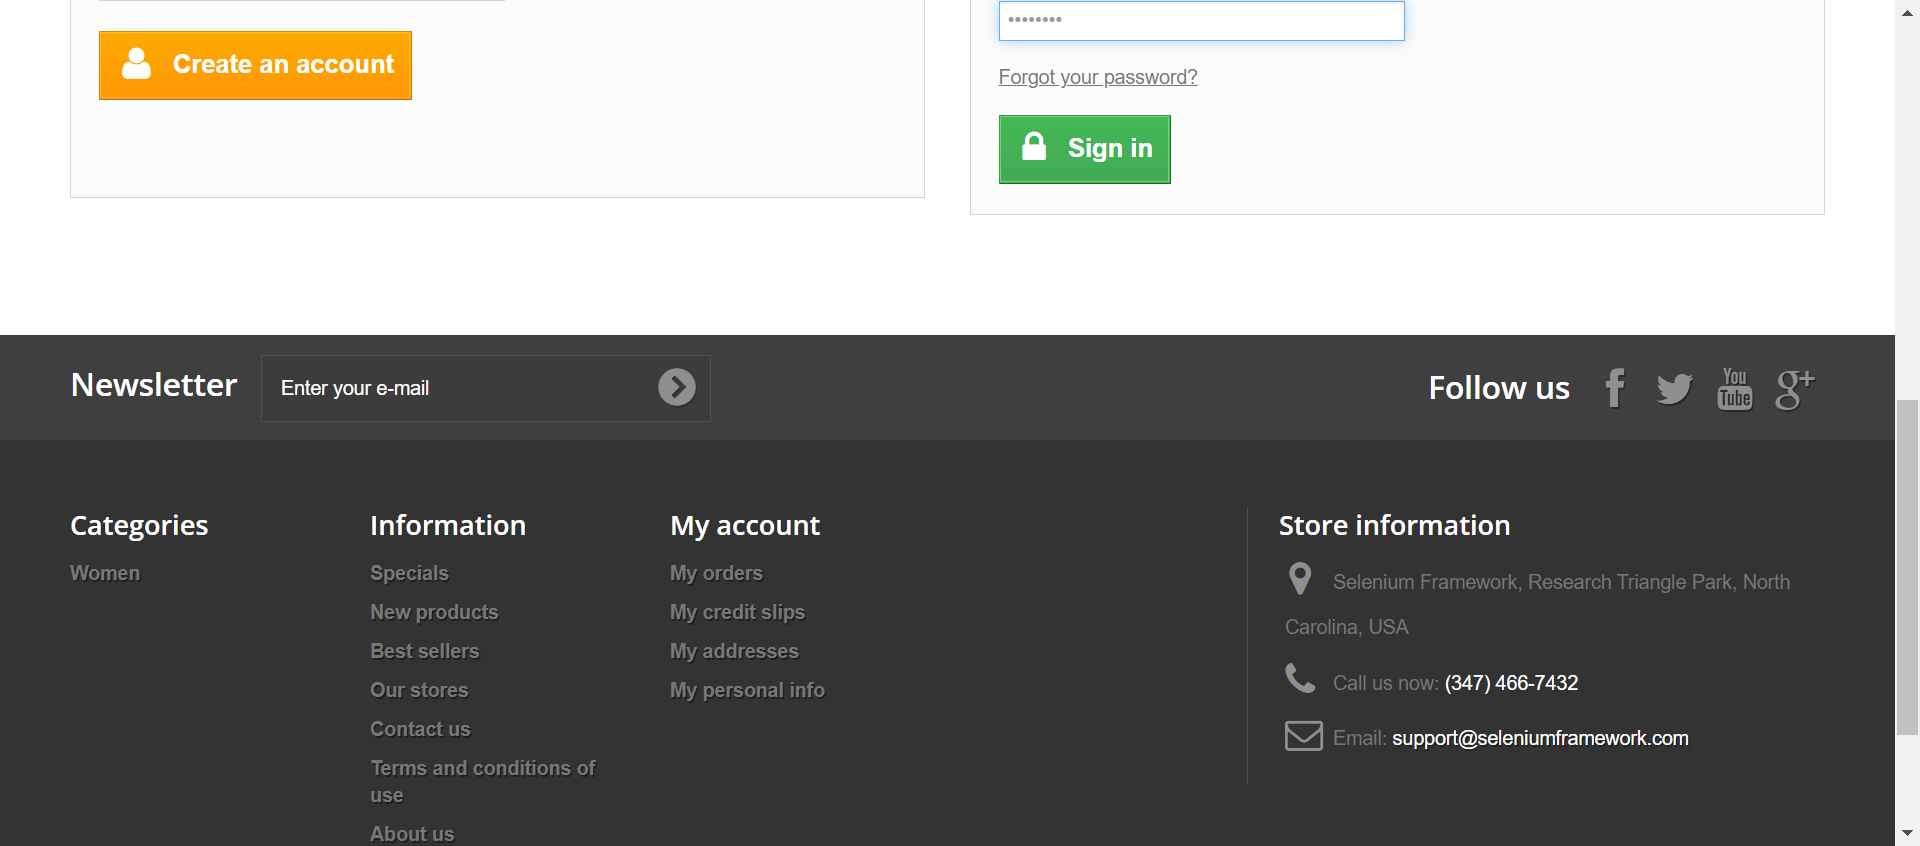 ••••••••
Create an account
Forgot your password?
Sign in
Newsletter
Enter your e-mail
Follow us
You
Tube
g+
Categories
Women
Information
Specials
New products
Best sellers
Our stores
Contact us
Terms and conditions of
use
About us
My account
My orders
My credit slips
My addresses
My personal info
Store information
Selenium Framework, Research Triangle Park, North
Carolina, USA
Call us now: (347) 466-7432
Email: support@seleniumframework.com